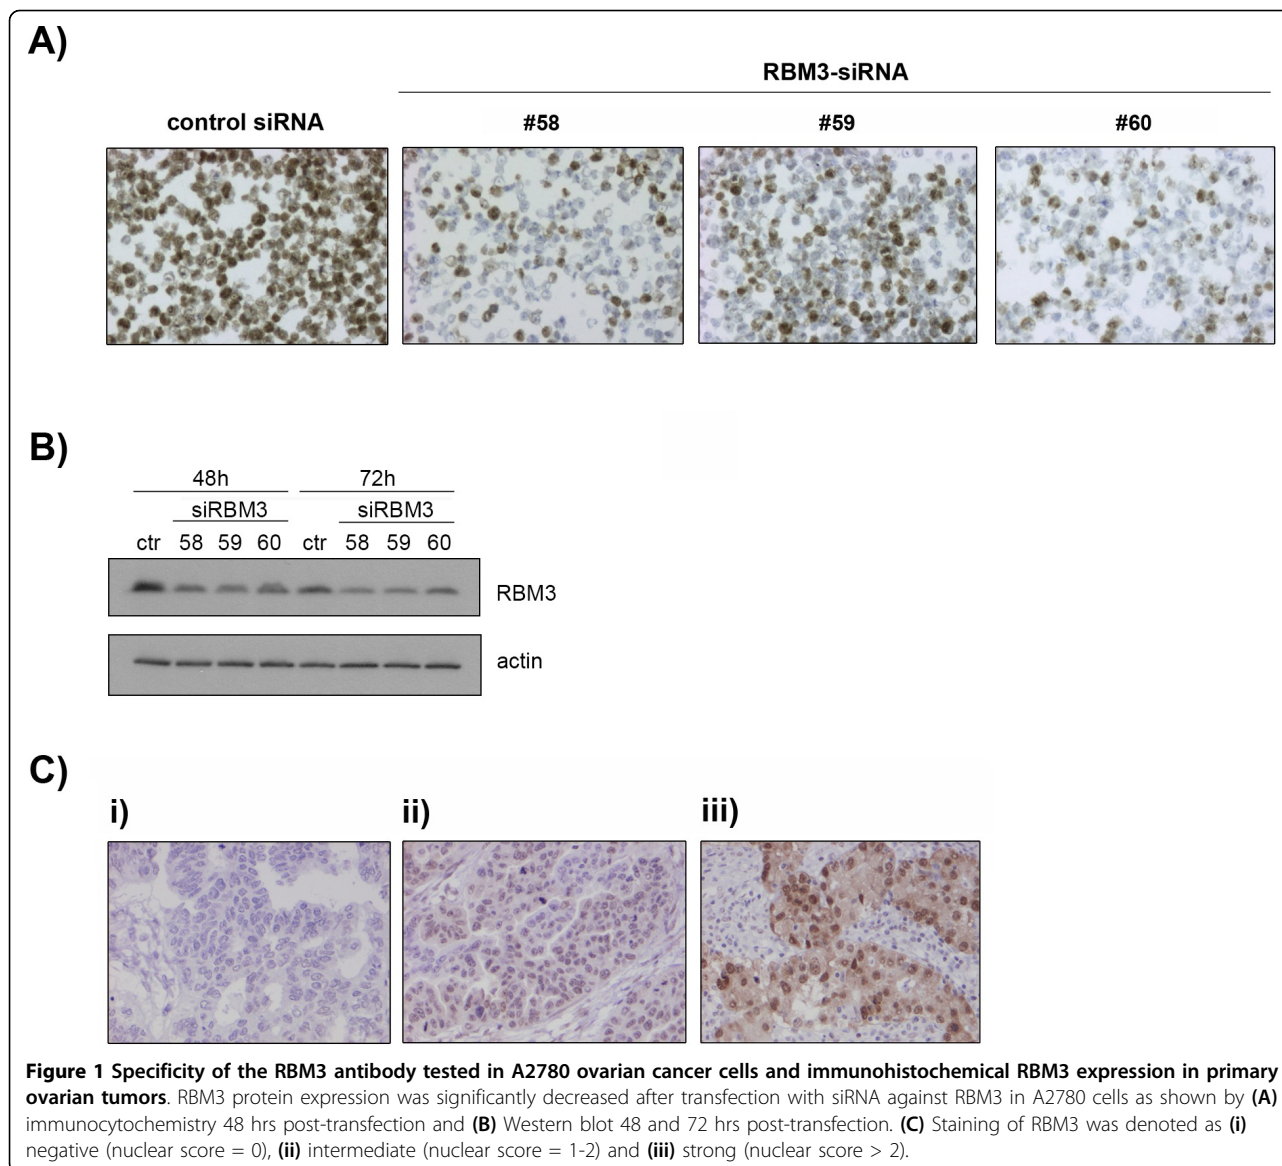 A)
RBM3-siRNA
control siRNA #58 #59 #60
B)
48h 72h
siRBM3 siRBM3
ctr 58 59 60 ctr 58 59 60
RBM3
actin
C)
i) ii) iii)
Figure 1 Specificity of the RBM3 antibody tested in A2780 ovarian cancer cells and immunohistochemical RBM3 expression in primary
ovarian tumors. RBM3 protein expression was significantly decreased after transfection with siRNA against RBM3 in A2780 cells as shown by (A)
immunocytochemistry 48 hrs post-transfection and (B) Western blot 48 and 72 hrs post-transfection. (C) Staining of RBM3 was denoted as (i)
negative (nuclear score = 0), (ii) intermediate (nuclear score = 1-2) and (iii) strong (nuclear score > 2).